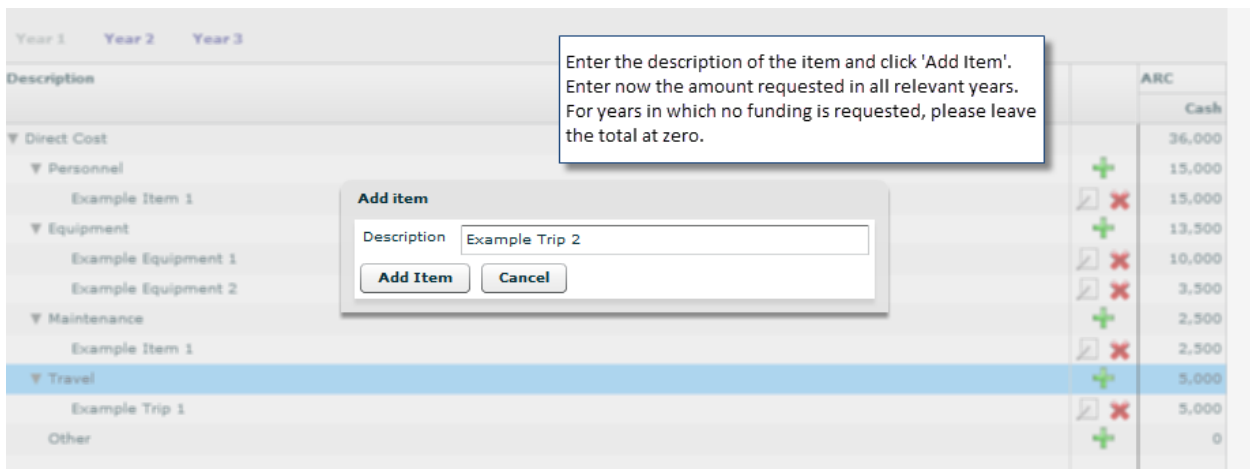 Year 1 Year 2 Year 3
Enter the description of the item and click 'Add Item'.
Enter now the amount requested in all relevant years.
For years in which no funding is requested, please leave
the total at zero.
Description ARC
Cash
Direct Cost 36,000
Personnel 15,000
Example Item 1 15,000
Equipment 13,500
Example Equipment 1 10,000
Example Equipment 2 3,500
Maintenance 2,500
Example Item 1 2,500
Travel 5,000
Example Trip 1 5,000
Other 0
Add item
Description Example Trip 2
Add Item Cancel